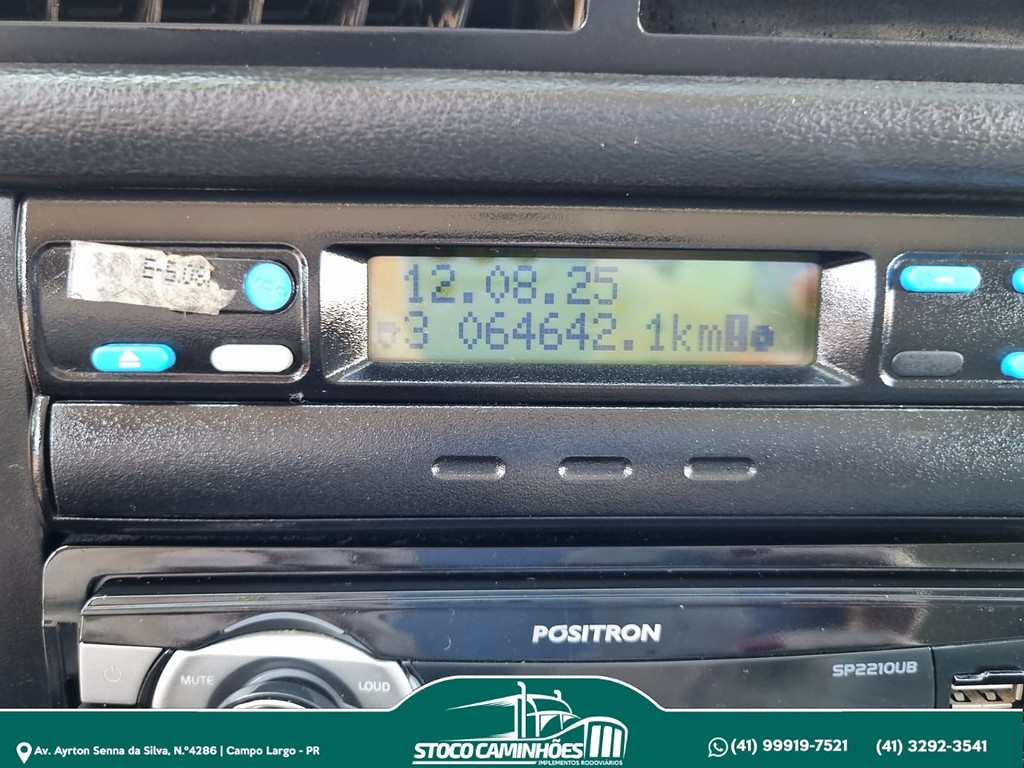 12.08.25
3 064642.1km
POSITRON
SP2210UB
MUTE
LOUD
Av. Ayrton Senna da Silva, N.°4286 | Campo Largo - PR
STOCO CAMINHÕES
IMPLEMENTOS RODOVIÁRIOS
(41) 99919-7521
(41) 3292-3541